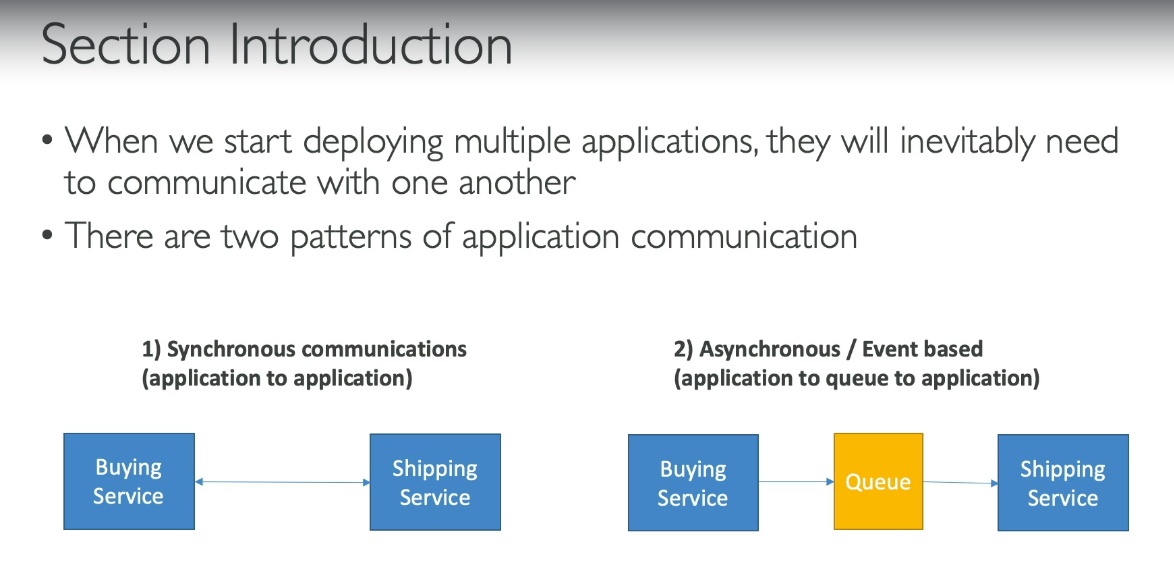 Section Introduction
• When we start deploying multiple applications, they will inevitably need
to communicate with one another
• There are two patterns of application communication
1) Synchronous communications
(application to application)
2) Asynchronous / Event based
(application to queue to application)
Buying
Service
Shipping
Service
Buying
Service
Queue
Shipping
Service